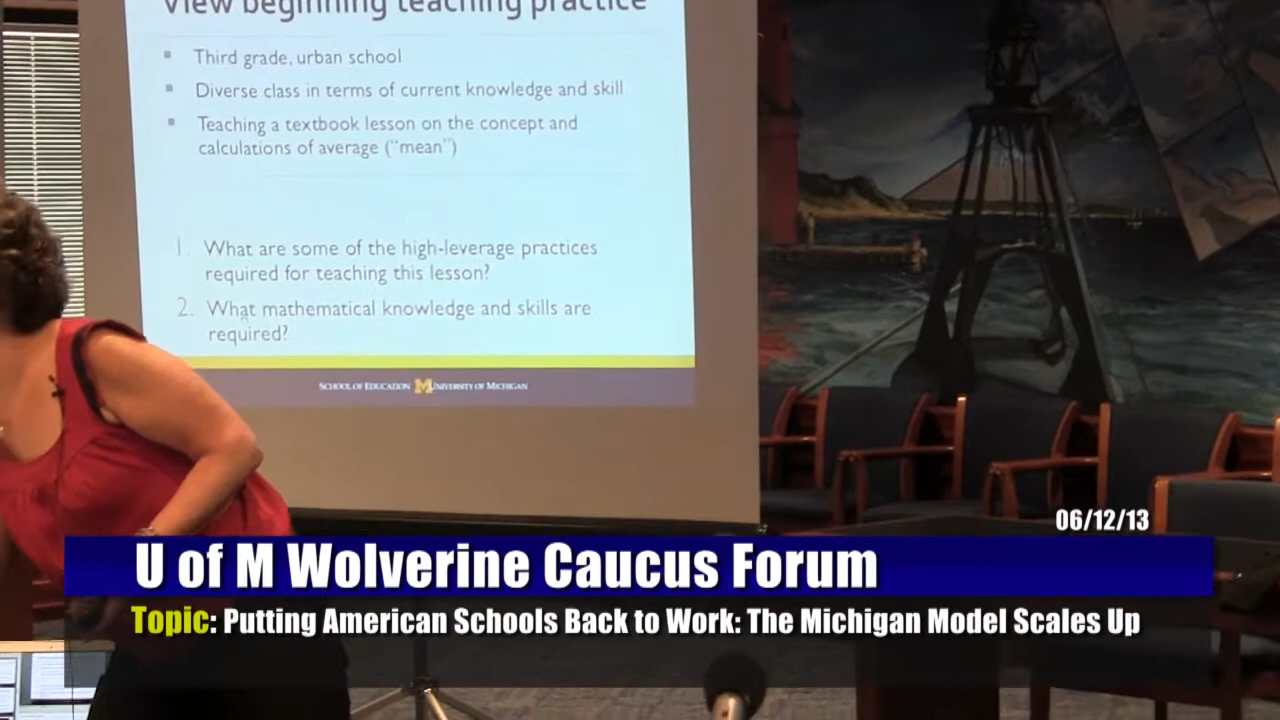 View beginning teaching practice
Third grade, urban school
Diverse class in terms of current knowledge and skill
Teaching a textbook lesson on the concept and
calculations of average ("mean")
1. What are some of the high-leverage practices
required for teaching this lesson?
2. What mathematical knowledge and skills are
required?
SCHOOL OF EDUCATION M UNIVERSITY OF MICHIGAN
06/12/13
U of M Wolverine Caucus Forum
Topic: Putting American Schools Back to Work: The Michigan Model Scales Up